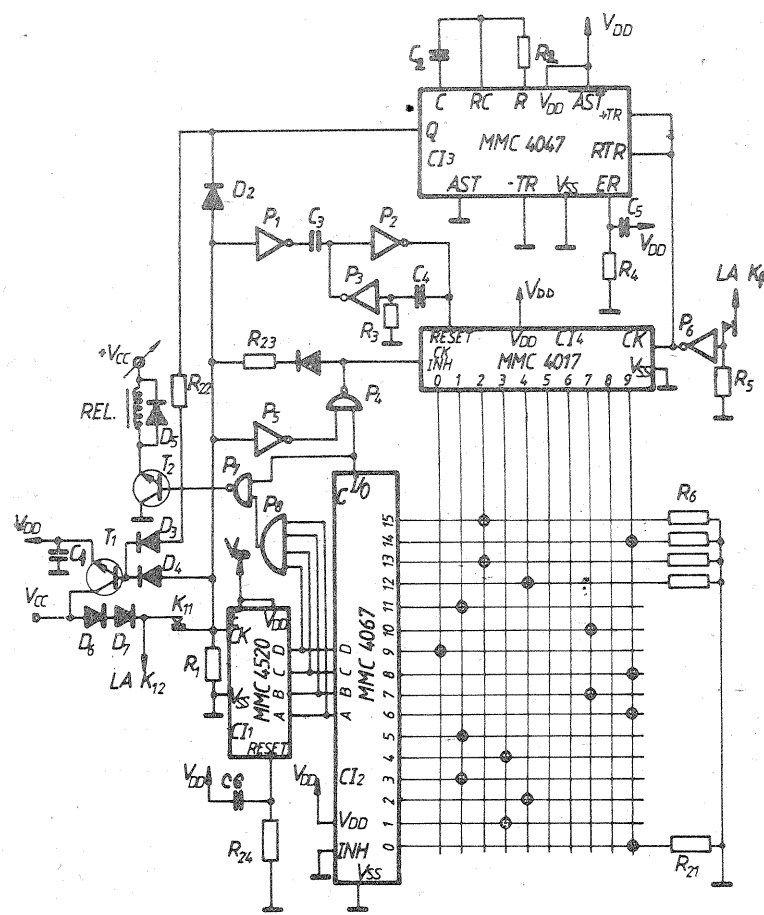 C2
VDD
C RC R VDD AST
+TR
Q
MMC 4047
RTR
CI3
AST -TR VSS ER
D2
C5
VDD
P1 C3 P2
P3 C4
R3
R4
LA K1
VDD
RESET VDD CI4 CK
CK
INH
MMC 4017
VSS
P6
R5
0 1 2 3 4 5 6 7 8 9
R23
+VCC
REL.
D5
R22
P5
P4
T2
P7
P8
C I/O
R6
15
14
13
12
11
10
9
8
7
6
5
4
3
2
1
0
VDD
T1
D3
C1
D4
VCC
K11
D6 D7
LA K12
R1
CK
VDD
MMC 4520
VSS
CI1
RESET
D
C
B
A
D
C
B
A
MMC 4067
CI2
VDD
C6
VDD
VDD
INH
VSS
R24
R21